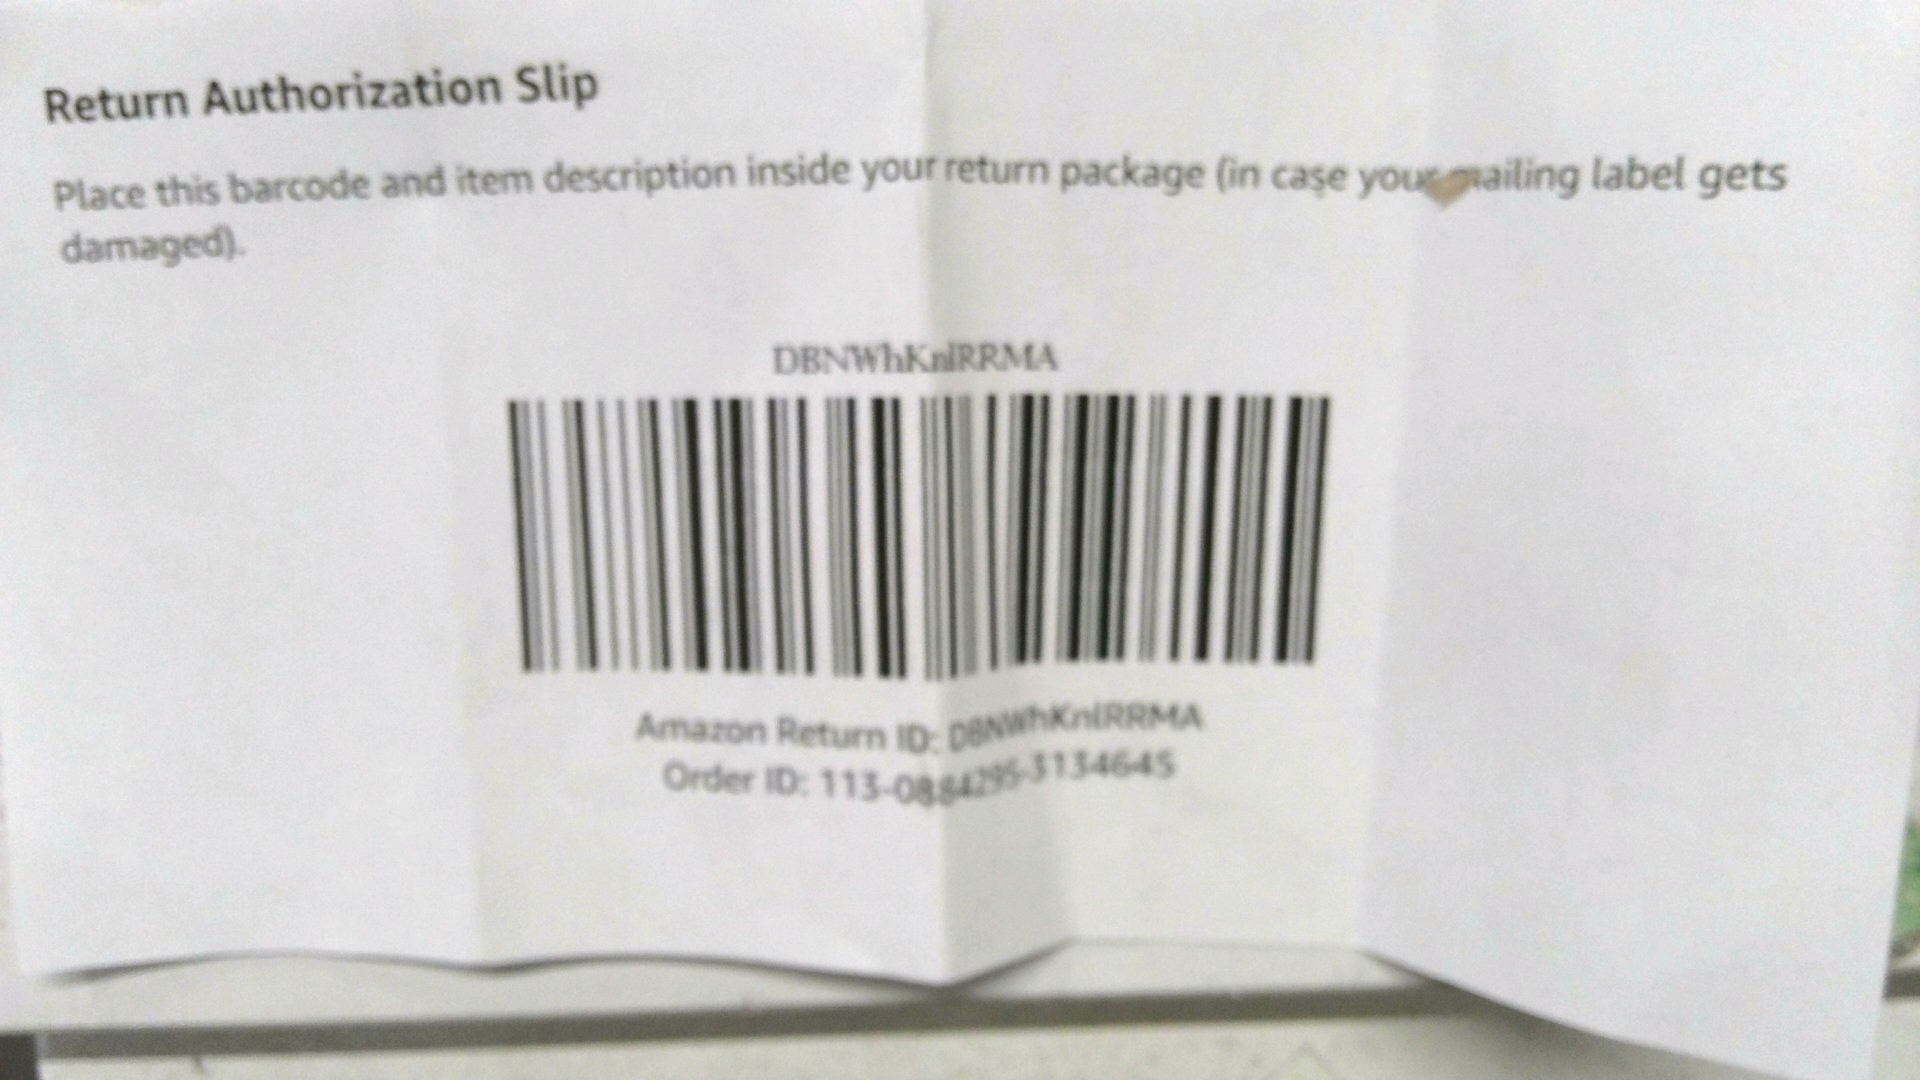 Return Authorization Slip
Place this barcode and item description inside your return package (in case your mailing label gets
damaged).
DBNWhKnlRRMA
Amazon Return ID: DBNWhKnlRRMA
Order ID: 113-0884295-3134645